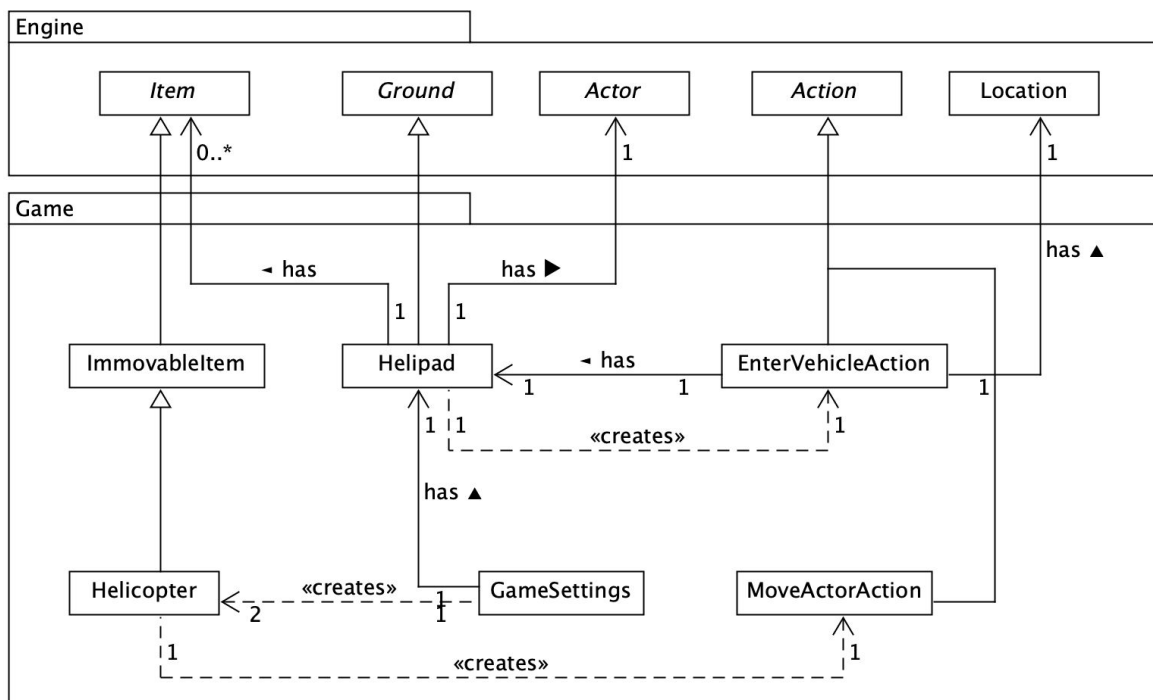 Engine
Item
Ground
Actor
Action
Location
0..*
1
1
Game
has ▲
◄ has
has ►
1
1
ImmovableItem
Helipad
◄ has
EnterVehicleAction
1
1
1
1
1
«creates»
1
has ▲
Helicopter
«creates»
GameSettings
MoveActorAction
2
1
1
1
«creates»
1